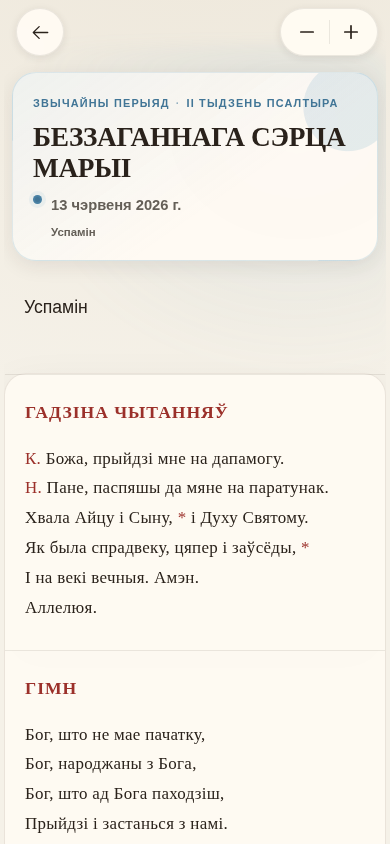 ЗВЫЧАЙНЫ ПЕРЫЯД · II ТЫДЗЕНЬ ПСАЛТЫРА
БЕЗЗАГАННАГА СЭРЦА
МАРЫІ
13 чэрвеня 2026 г.
Успамін
Успамін
ГАДЗІНА ЧЫТАННЯЎ
К. Божа, прыйдзі мне на дапамогу.
Н. Пане, паспяшы да мяне на паратунак.
Хвала Айцу і Сыну, * і Духу Святому.
Як была спрадвеку, цяпер і заўсёды, *
І на векі вечныя. Амэн.
Аллелюя.
ГІМН
Бог, што не мае пачатку,
Бог, народжаны з Бога,
Бог, што ад Бога паходзіш,
Прыйдзі і застанься з намі.